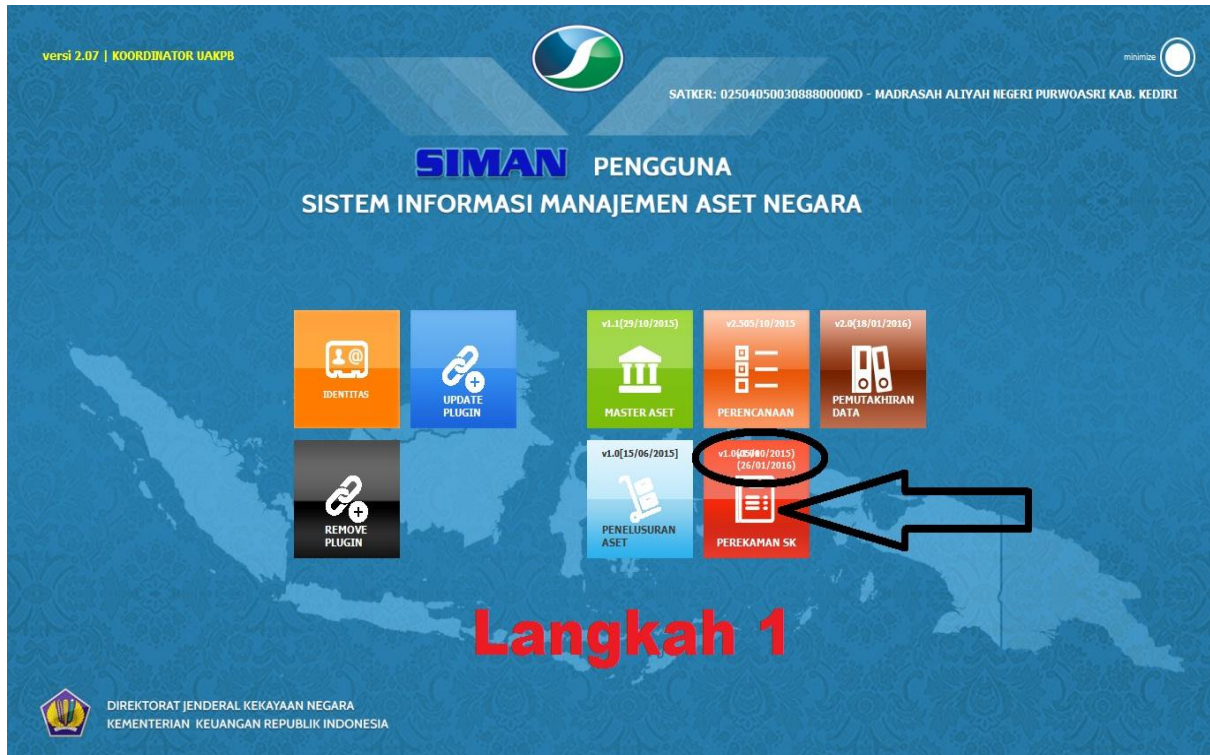 versi 2.07 | KOORDINATOR UAKPB
minimize
SATKER: 025040500308880000KD - MADRASAH ALIYAH NEGERI PURWOASRI KAB. KEDIRI
SIMAN PENGGUNA
SISTEM INFORMASI MANAJEMEN ASET NEGARA
IDENTITAS
UPDATE
PLUGIN
v1.1(29/10/2015)
MASTER ASET
v2.505/10/2015
PERENCANAAN
v2.0(18/01/2016)
PEMUTAKHIRAN
DATA
REMOVE
PLUGIN
v1.0[15/06/2015]
PENELUSURAN
ASET
(26/01/2016)
PEREKAMAN SK
Langkah 1
DIREKTORAT JENDERAL KEKAYAAN NEGARA
KEMENTERIAN KEUANGAN REPUBLIK INDONESIA